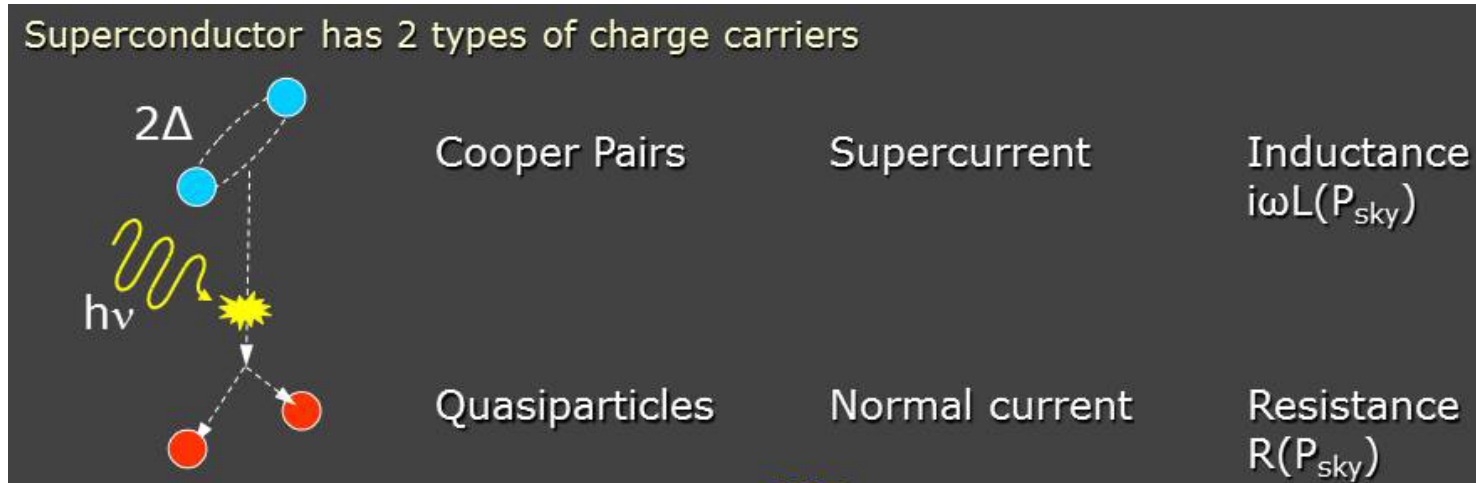 Superconductor has 2 types of charge carriers
2Δ
Cooper Pairs
Supercurrent
Inductance
iωL(Psky)
hν
Quasiparticles
Normal current
Resistance
R(Psky)